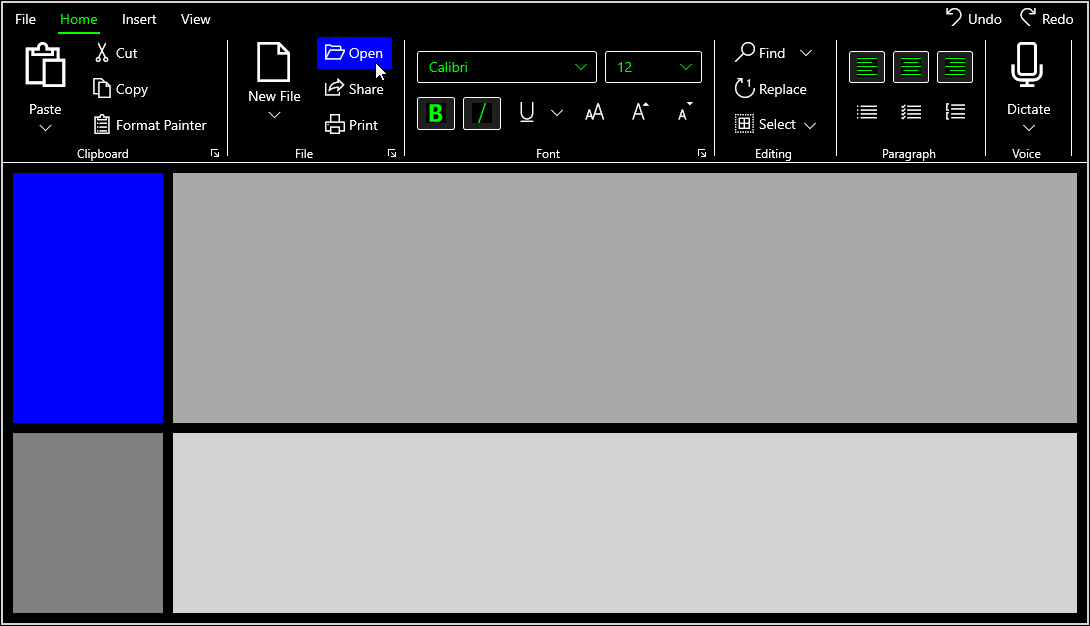 File Home Insert View Undo Redo
Paste
Cut
Copy
Format Painter
Clipboard
New File
Open
Share
Print
File
Calibri 12
B / U AA A A
Font
Find
Replace
Select
Editing
Paragraph
Dictate
Voice